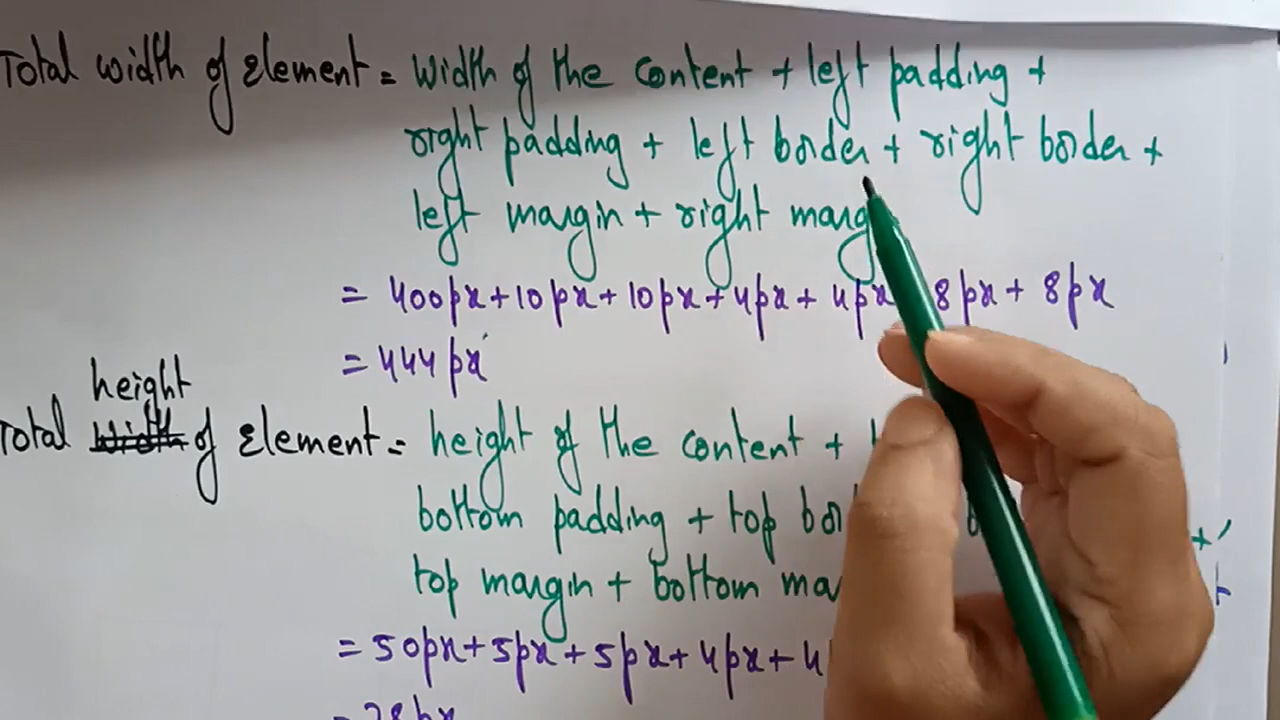 Total width of Element = width of the content + left padding +
right padding + left border + right border +
left margin + right marg
= 400px+10px+ 10px+4px+ 4px 8px+ 8px
= 444px
height
Total width of Element = height of the content +
bottom padding + top bor
top margin + bottom ma
= 50px+5px+5px+4px+4